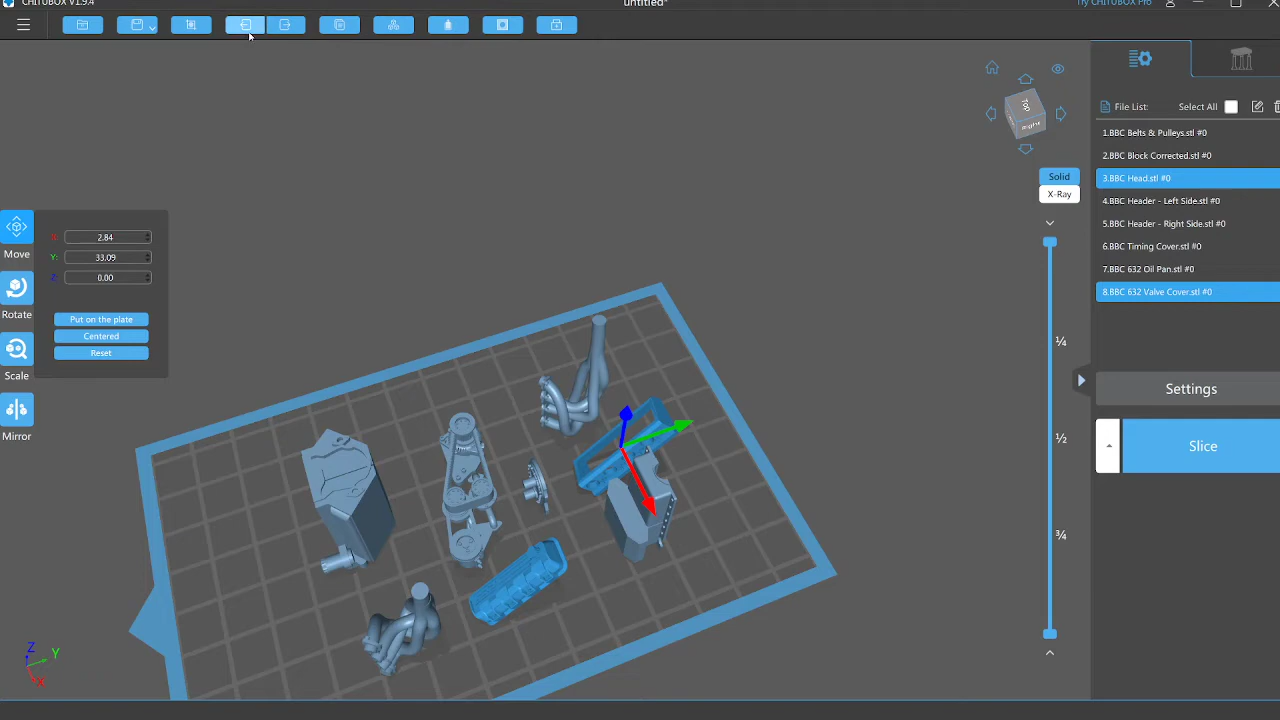 CHITUBOX V1.9.4
untitled*
Try CHITUBOX Pro
File List:
Select All
1.BBC Belts & Pulleys.stl #0
2.BBC Block Corrected.stl #0
3.BBC Head.stl #0
4.BBC Header - Left Side.stl #0
5.BBC Header - Right Side.stl #0
6.BBC Timing Cover.stl #0
7.BBC 632 Oil Pan.stl #0
8.BBC 632 Valve Cover.stl #0
Top
Right
Solid
X-Ray
¼
½
¾
Settings
Slice
Move
Rotate
Scale
Mirror
X: 2.84
Y: 33.09
Z: 0.00
Put on the plate
Centered
Reset
Z
Y
X